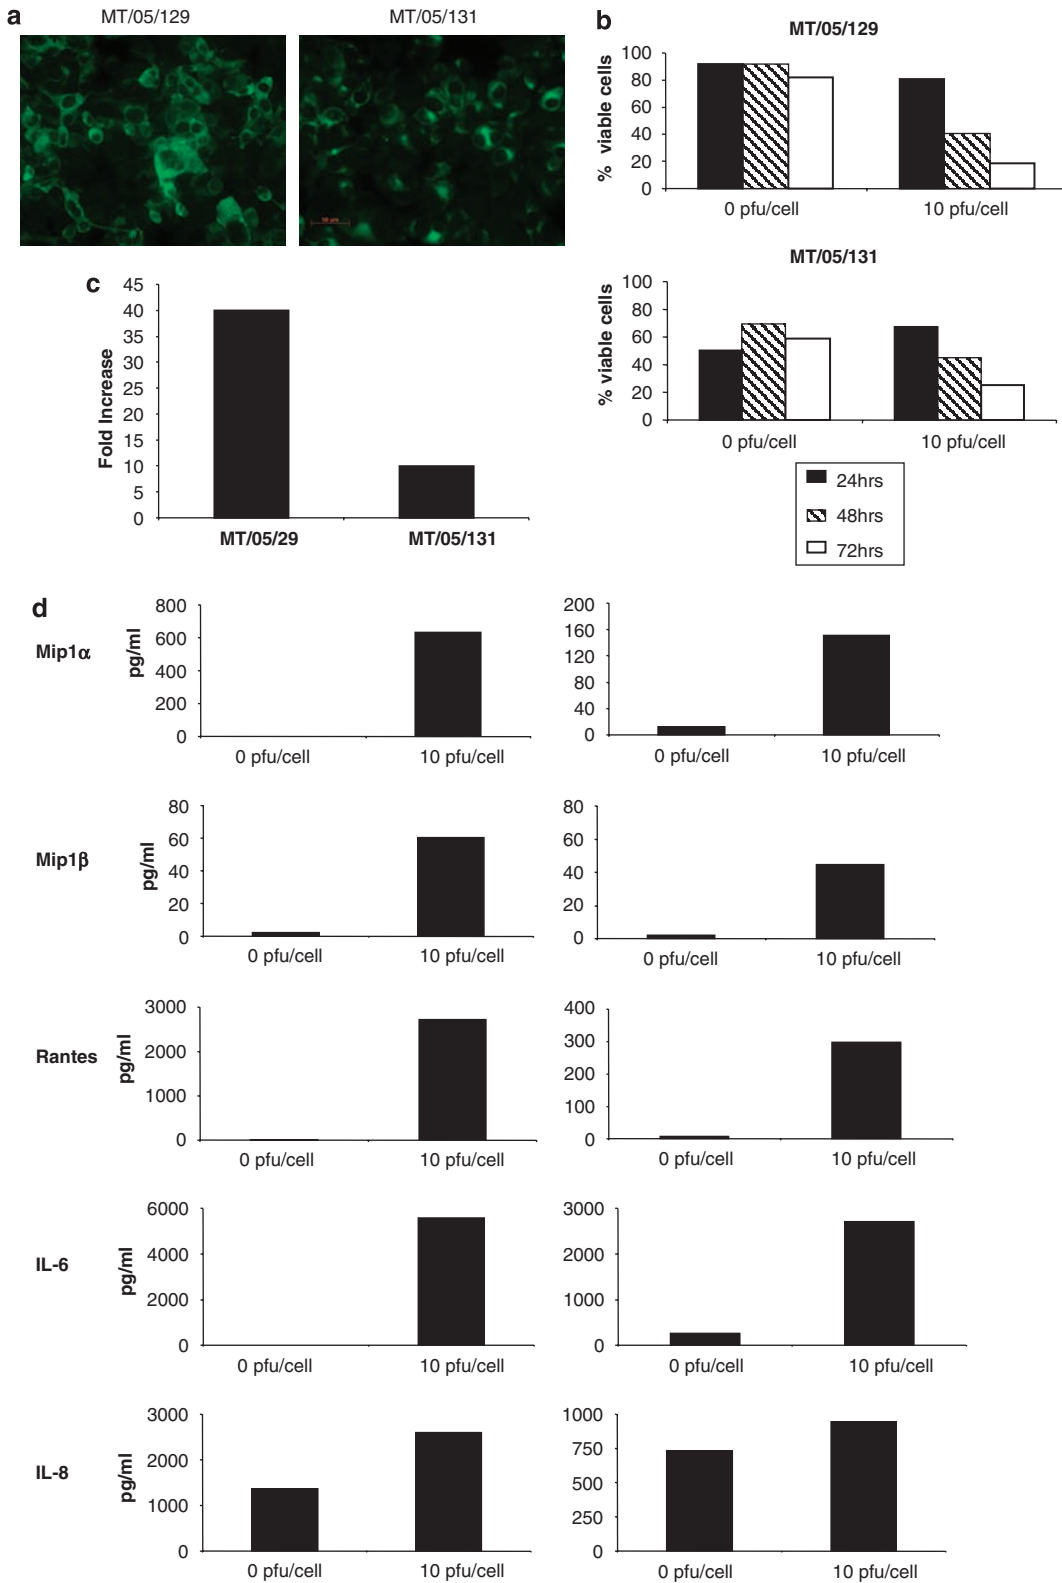 a
MT/05/129
MT/05/131
b
MT/05/129
% viable cells
100
80
60
40
20
0
0 pfu/cell
10 pfu/cell
MT/05/131
% viable cells
100
80
60
40
20
0
0 pfu/cell
10 pfu/cell
24hrs
48hrs
72hrs
c
Fold Increase
45
40
35
30
25
20
15
10
5
0
MT/05/29
MT/05/131
d
Mip1α
pg/ml
800
600
400
200
0
0 pfu/cell
10 pfu/cell
200
160
120
80
40
0
0 pfu/cell
10 pfu/cell
Mip1β
pg/ml
80
60
40
20
0
0 pfu/cell
10 pfu/cell
80
60
40
20
0
0 pfu/cell
10 pfu/cell
Rantes
pg/ml
3000
2000
1000
0
0 pfu/cell
10 pfu/cell
400
300
200
100
0
0 pfu/cell
10 pfu/cell
IL-6
pg/ml
6000
4000
2000
0
0 pfu/cell
10 pfu/cell
3000
2000
1000
0
0 pfu/cell
10 pfu/cell
IL-8
pg/ml
3000
2000
1000
0
0 pfu/cell
10 pfu/cell
1000
750
500
250
0
0 pfu/cell
10 pfu/cell